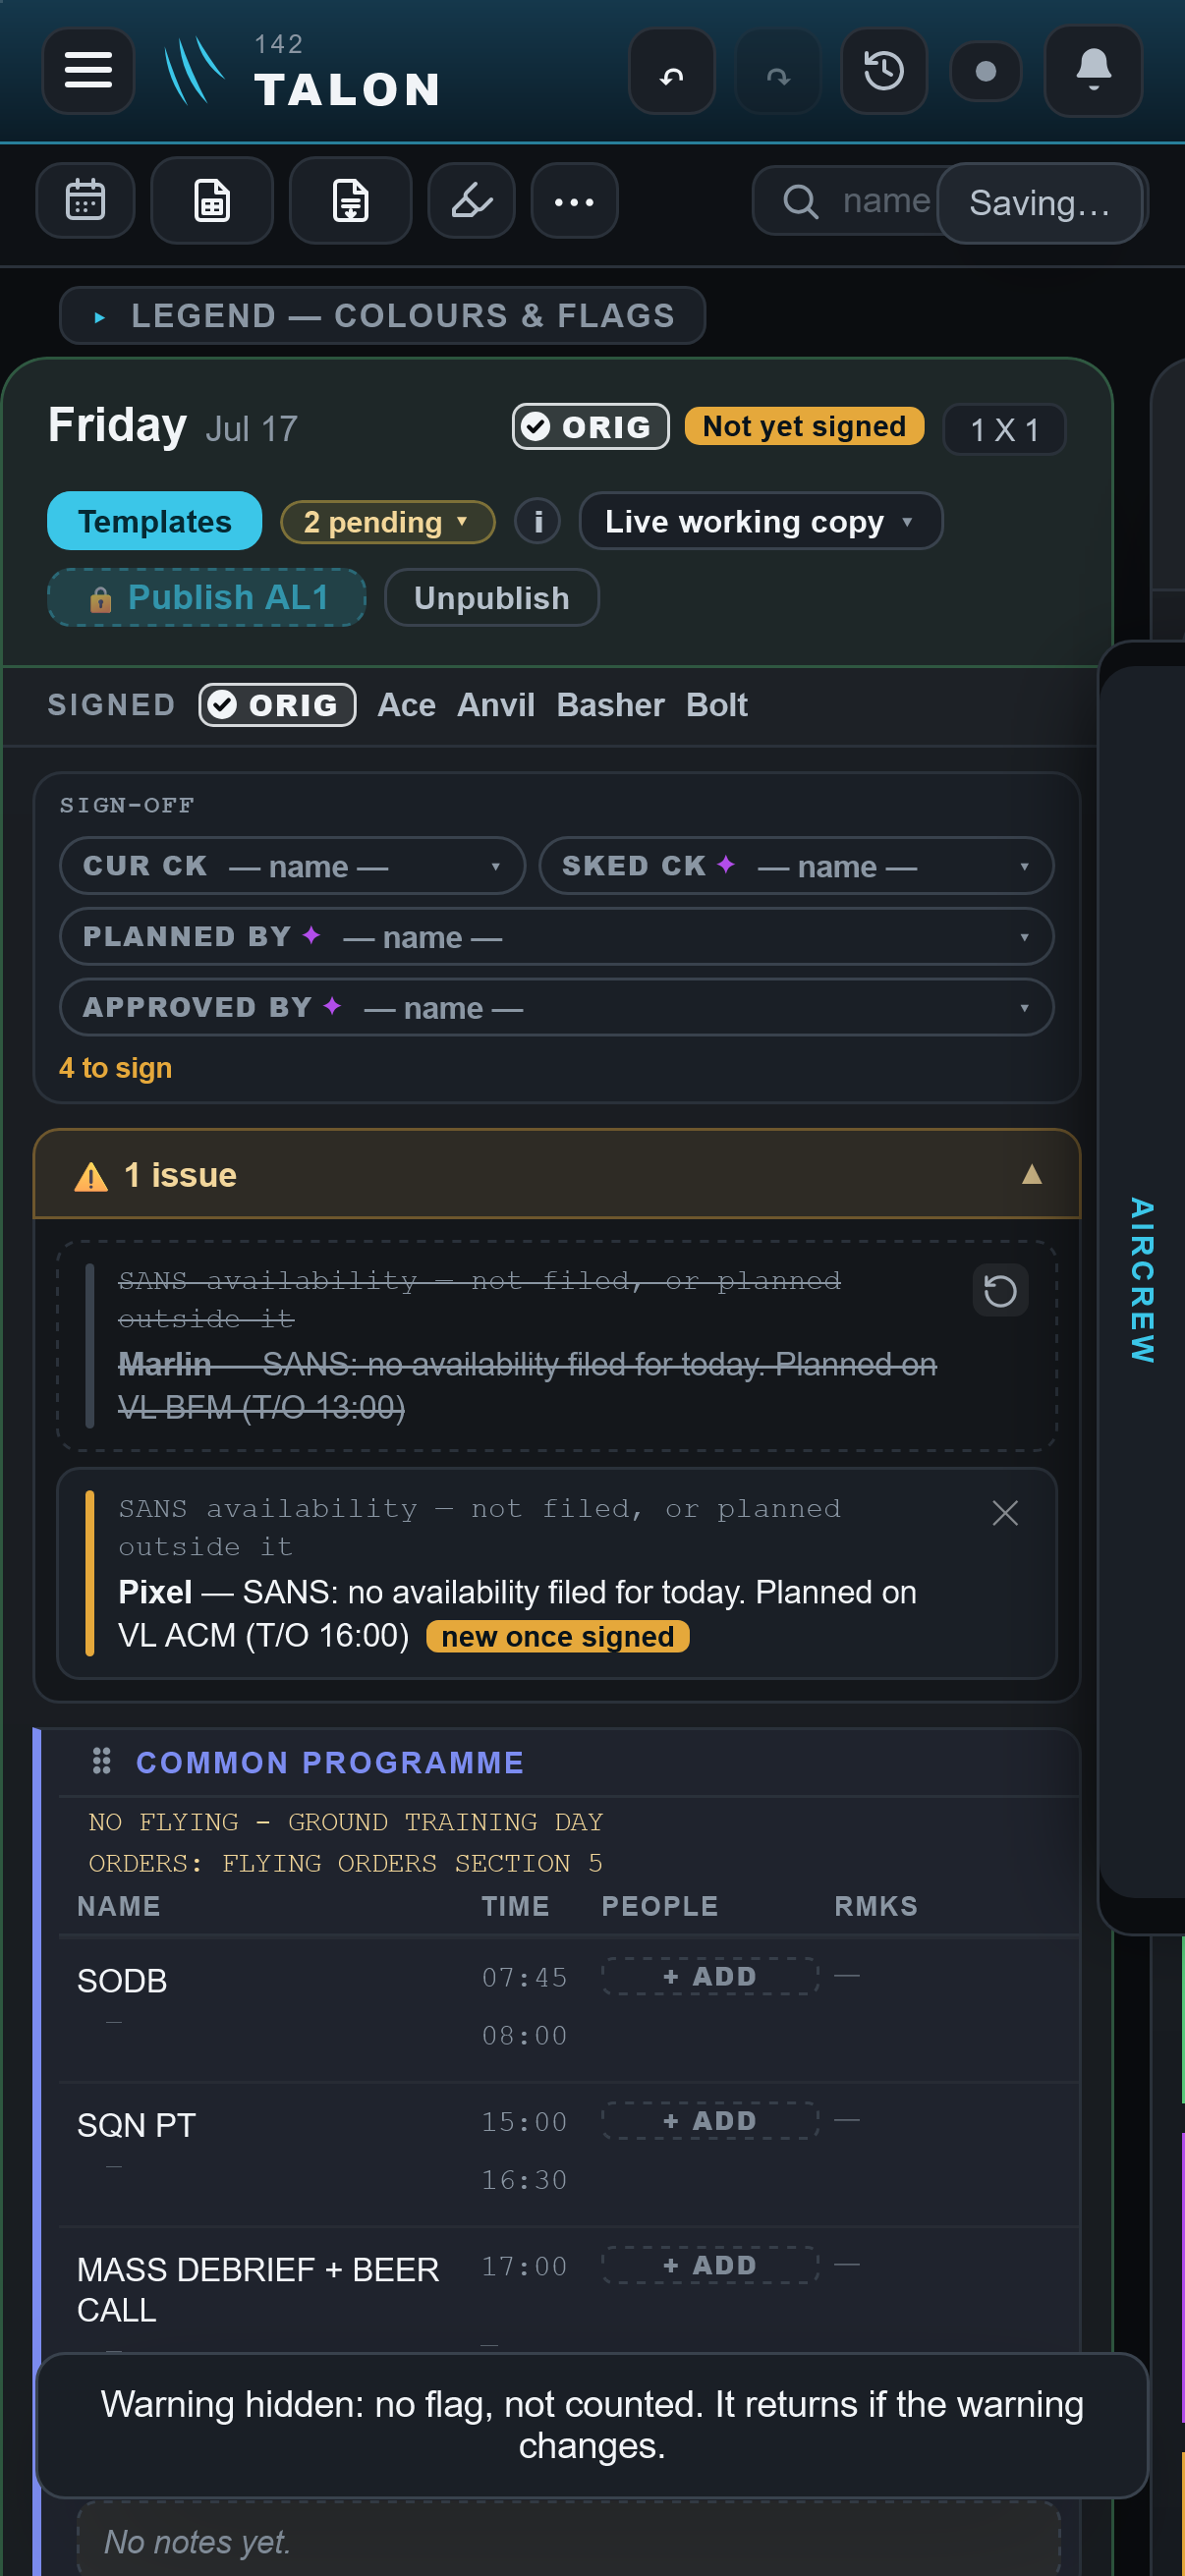 142
TALON
name
Saving...
LEGEND — COLOURS & FLAGS
Friday Jul 17 ORIG Not yet signed 1 X 1
Templates 2 pending i Live working copy
Publish AL1 Unpublish
SIGNED ORIG Ace Anvil Basher Bolt
SIGN-OFF
CUR CK — name — SKED CK — name —
PLANNED BY — name —
APPROVED BY — name —
4 to sign
1 issue
SANS availability — not filed, or planned
outside it
Marlin — SANS: no availability filed for today. Planned on
VL BFM (T/O 13:00)
SANS availability — not filed, or planned
outside it
Pixel — SANS: no availability filed for today. Planned on
VL ACM (T/O 16:00) new once signed
AIRCREW
COMMON PROGRAMME
NO FLYING - GROUND TRAINING DAY
ORDERS: FLYING ORDERS SECTION 5
NAME TIME PEOPLE RMKS
SODB 07:45 + ADD —
— 08:00
SQN PT 15:00 + ADD —
— 16:30
MASS DEBRIEF + BEER 17:00 + ADD —
CALL
— —
Warning hidden: no flag, not counted. It returns if the warning
changes.
No notes yet.